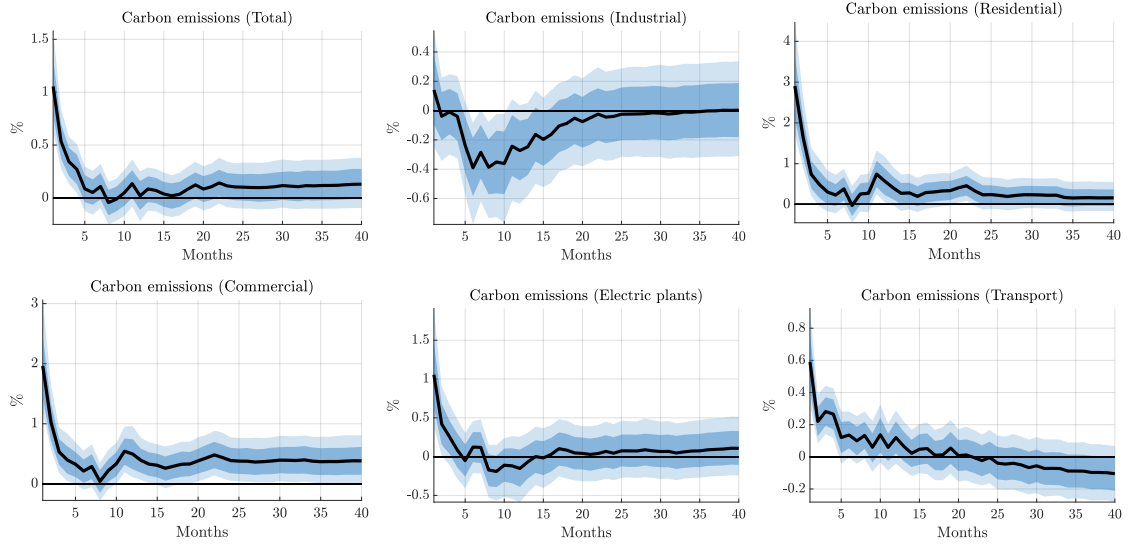 Carbon emissions (Total)
1.5
1
0.5
0
%
5 10 15 20 25 30 35 40
Months
Carbon emissions (Industrial)
0.4
0.2
0
-0.2
-0.4
-0.6
%
5 10 15 20 25 30 35 40
Months
Carbon emissions (Residential)
4
3
2
1
0
%
5 10 15 20 25 30 35 40
Months
Carbon emissions (Commercial)
3
2
1
0
%
5 10 15 20 25 30 35 40
Months
Carbon emissions (Electric plants)
1.5
1
0.5
0
-0.5
%
5 10 15 20 25 30 35 40
Months
Carbon emissions (Transport)
0.8
0.6
0.4
0.2
0
-0.2
%
5 10 15 20 25 30 35 40
Months